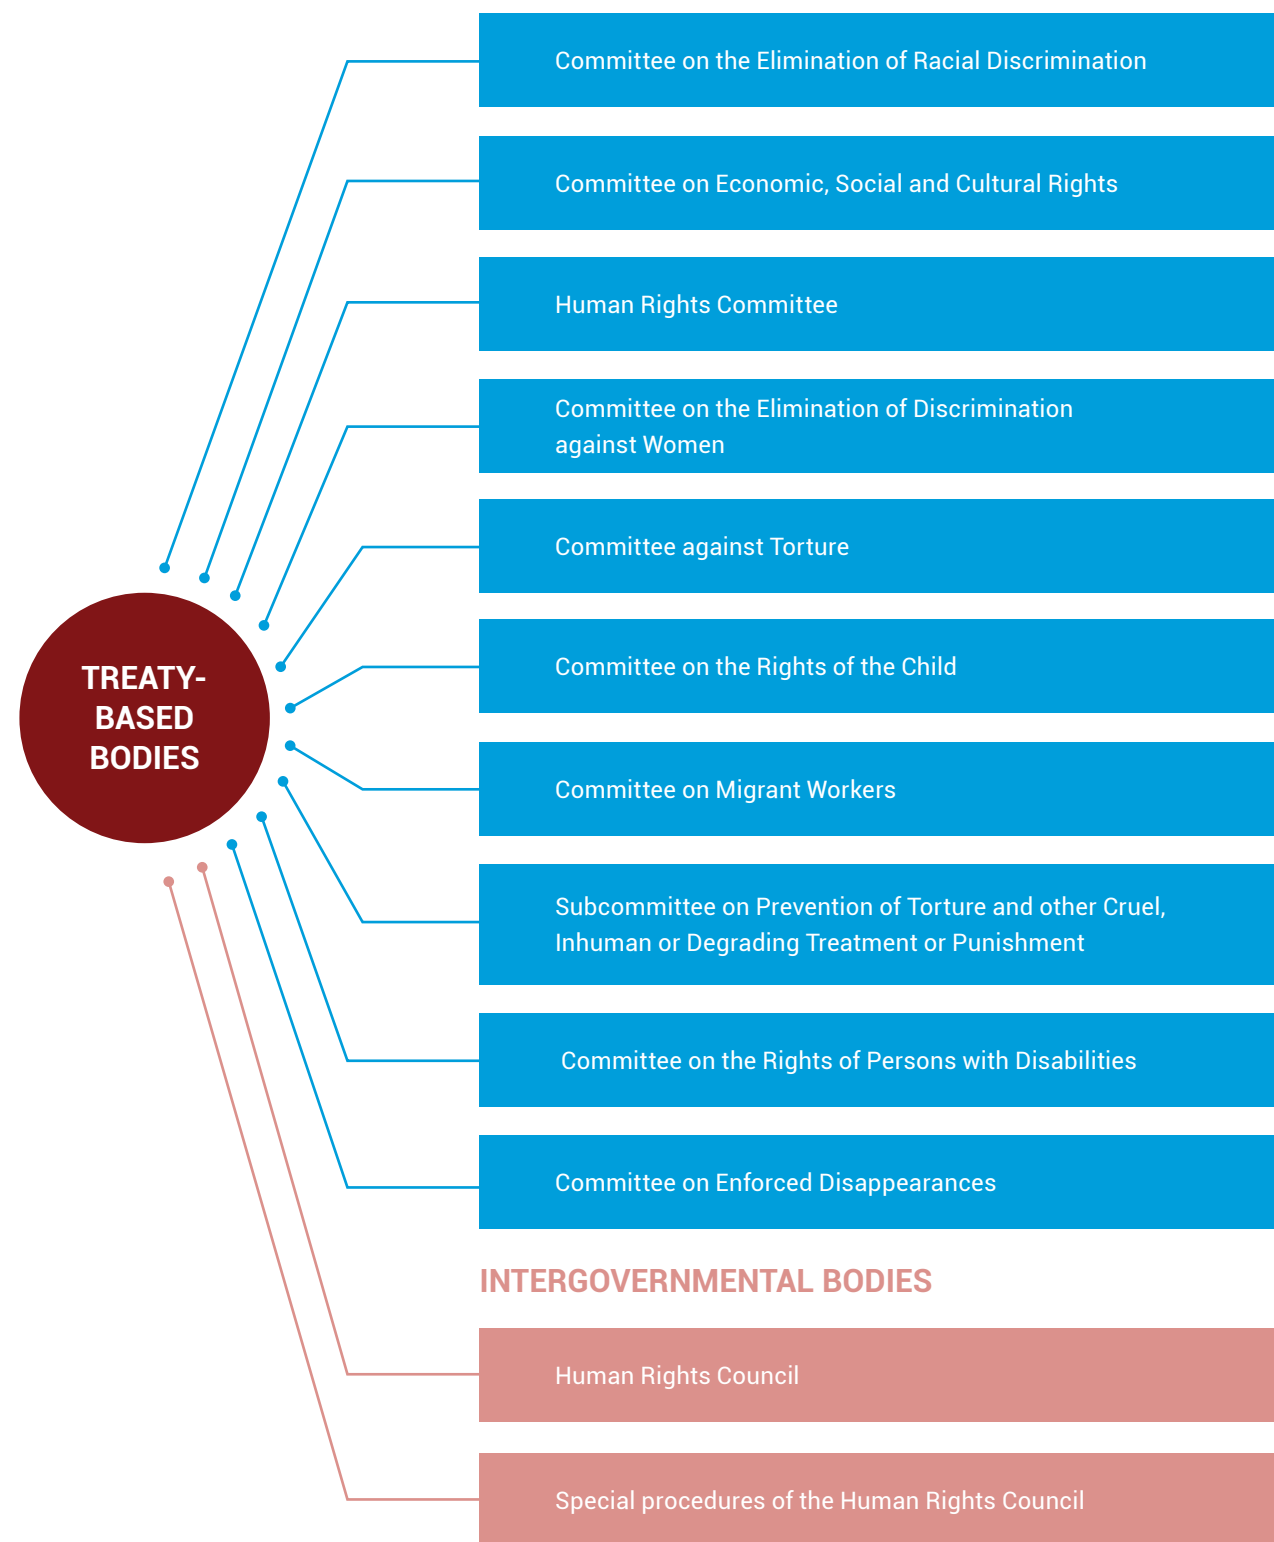 Committee on the Elimination of Racial Discrimination
Committee on Economic, Social and Cultural Rights
Human Rights Committee
Committee on the Elimination of Discrimination
against Women
Committee against Torture
TREATY-
BASED
BODIES
Committee on the Rights of the Child
Committee on Migrant Workers
Subcommittee on Prevention of Torture and other Cruel,
Inhuman or Degrading Treatment or Punishment
Committee on the Rights of Persons with Disabilities
Committee on Enforced Disappearances
INTERGOVERNMENTAL BODIES
Human Rights Council
Special procedures of the Human Rights Council